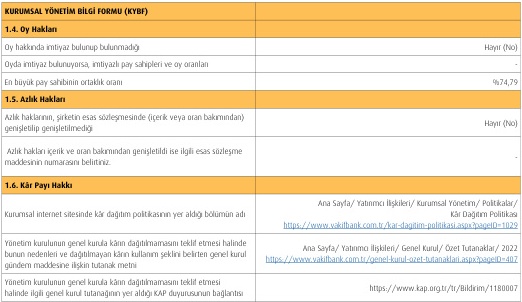 KURUMSAL YÖNETİM BİLGİ FORMU (KYBF)
1.4. Oy Hakları
Oy hakkında imtiyaz bulunup bulunmadığı
Hayır (No)
Oyda imtiyaz bulunuyorsa, imtiyazlı pay sahipleri ve oy oranları
-
En büyük pay sahibinin ortaklık oranı
%74,79
1.5. Azlık Hakları
Azlık haklarının, şirketin esas sözleşmesinde (içerik veya oran bakımından)
genişletilip genişletilmediği
Hayır (No)
Azlık hakları içerik ve oran bakımından genişletildi ise ilgili esas sözleşme
maddesinin numarasını belirtiniz.
-
1.6. Kâr Payı Hakkı
Kurumsal internet sitesinde kâr dağıtım politikasının yer aldığı bölümün adı
Ana Sayfa/ Yatırımcı İlişkileri/ Kurumsal Yönetim/ Politikalar/
Kâr Dağıtım Politikası
https://www.vakifbank.com.tr/kar-dagitim-politikasi.aspx?pageID=1029
Yönetim kurulunun genel kurula kârın dağıtılmamasını teklif etmesi halinde
bunun nedenleri ve dağıtılmayan kârın kullanım şeklini belirten genel kurul
gündem maddesine ilişkin tutanak metni
Ana Sayfa/ Yatırımcı İlişkileri/ Genel Kurul/ Özet Tutanaklar/ 2022
https://www.vakifbank.com.tr/genel-kurul-ozet-tutanaklari.aspx?pageID=407
Yönetim kurulunun genel kurula kârın dağıtılmamasını teklif etmesi
halinde ilgili genel kurul tutanağının yer aldığı KAP duyurusunun bağlantısı
https://www.kap.org.tr/tr/Bildirim/1180007